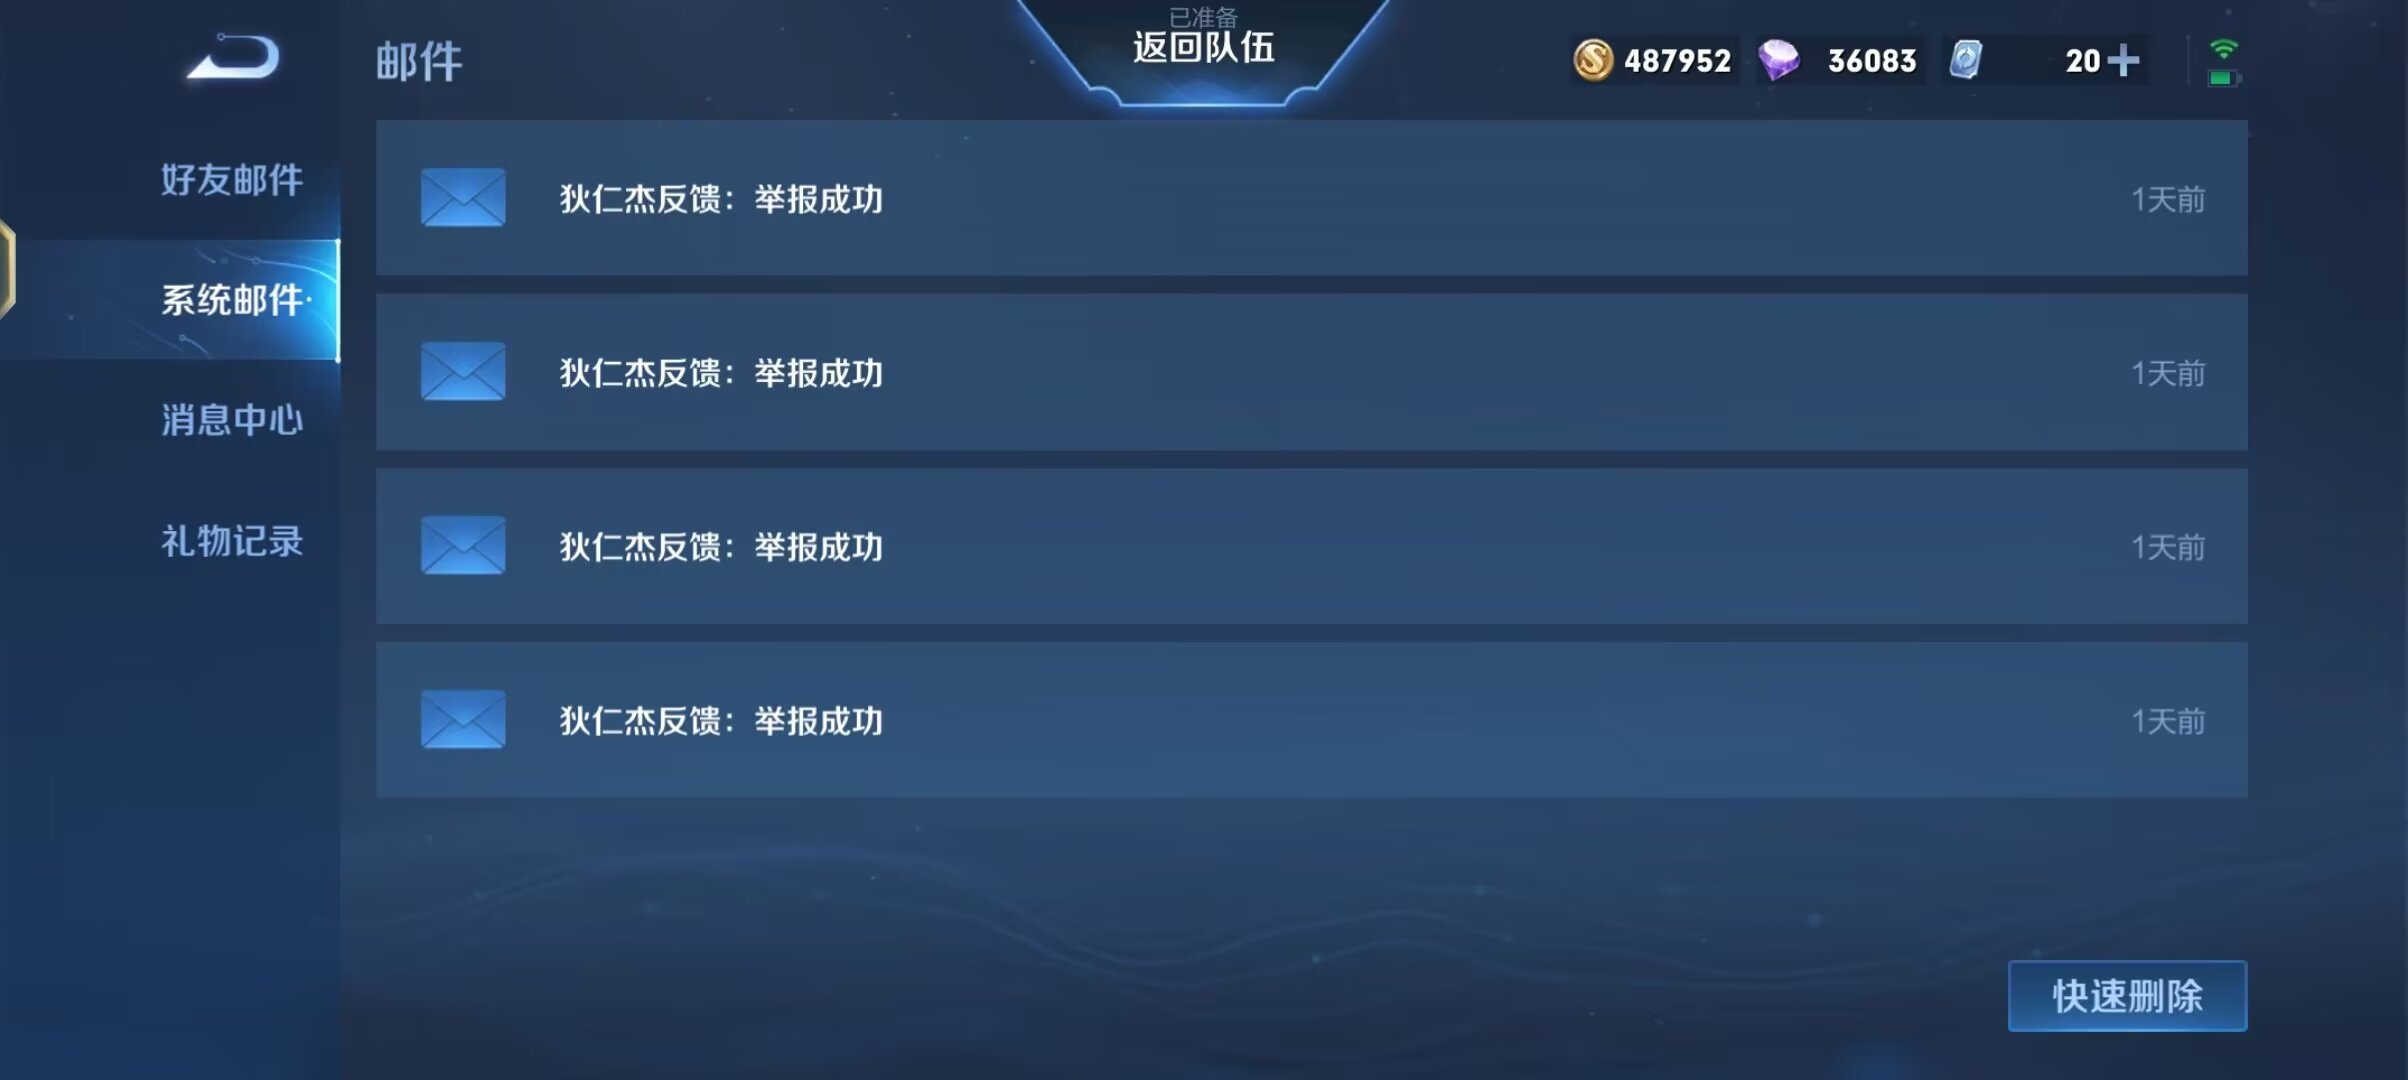 已准备
返回队伍
邮件
487952
36083
20
好友邮件
系统邮件
消息中心
礼物记录
狄仁杰反馈：举报成功
1天前
狄仁杰反馈：举报成功
1天前
狄仁杰反馈：举报成功
1天前
狄仁杰反馈：举报成功
1天前
快速删除